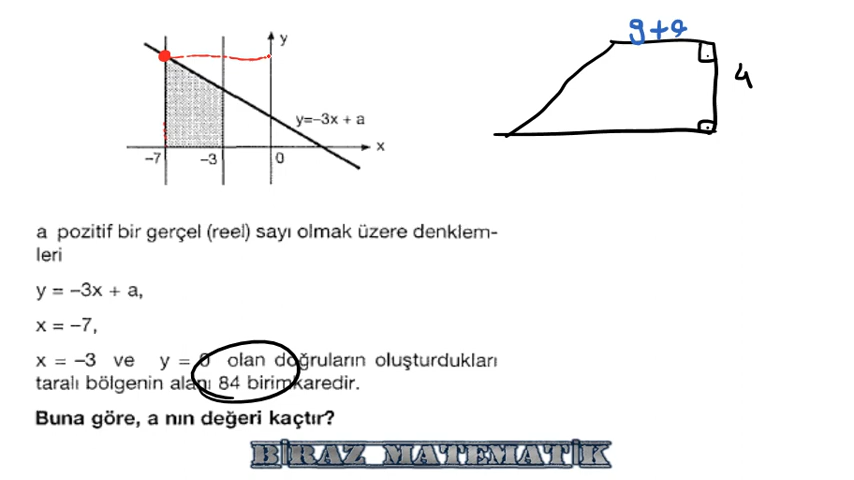 y
9+a
4
y=–3x + a
x
–7
–3
0
a pozitif bir gerçel (reel) sayı olmak üzere denklem-
leri
y = –3x + a,
x = –7,
x = –3 ve y = 0 olan doğruların oluşturdukları
taralı bölgenin alanı 84 birimkaredir.
Buna göre, a nın değeri kaçtır?
BİRAZ MATEMATİK